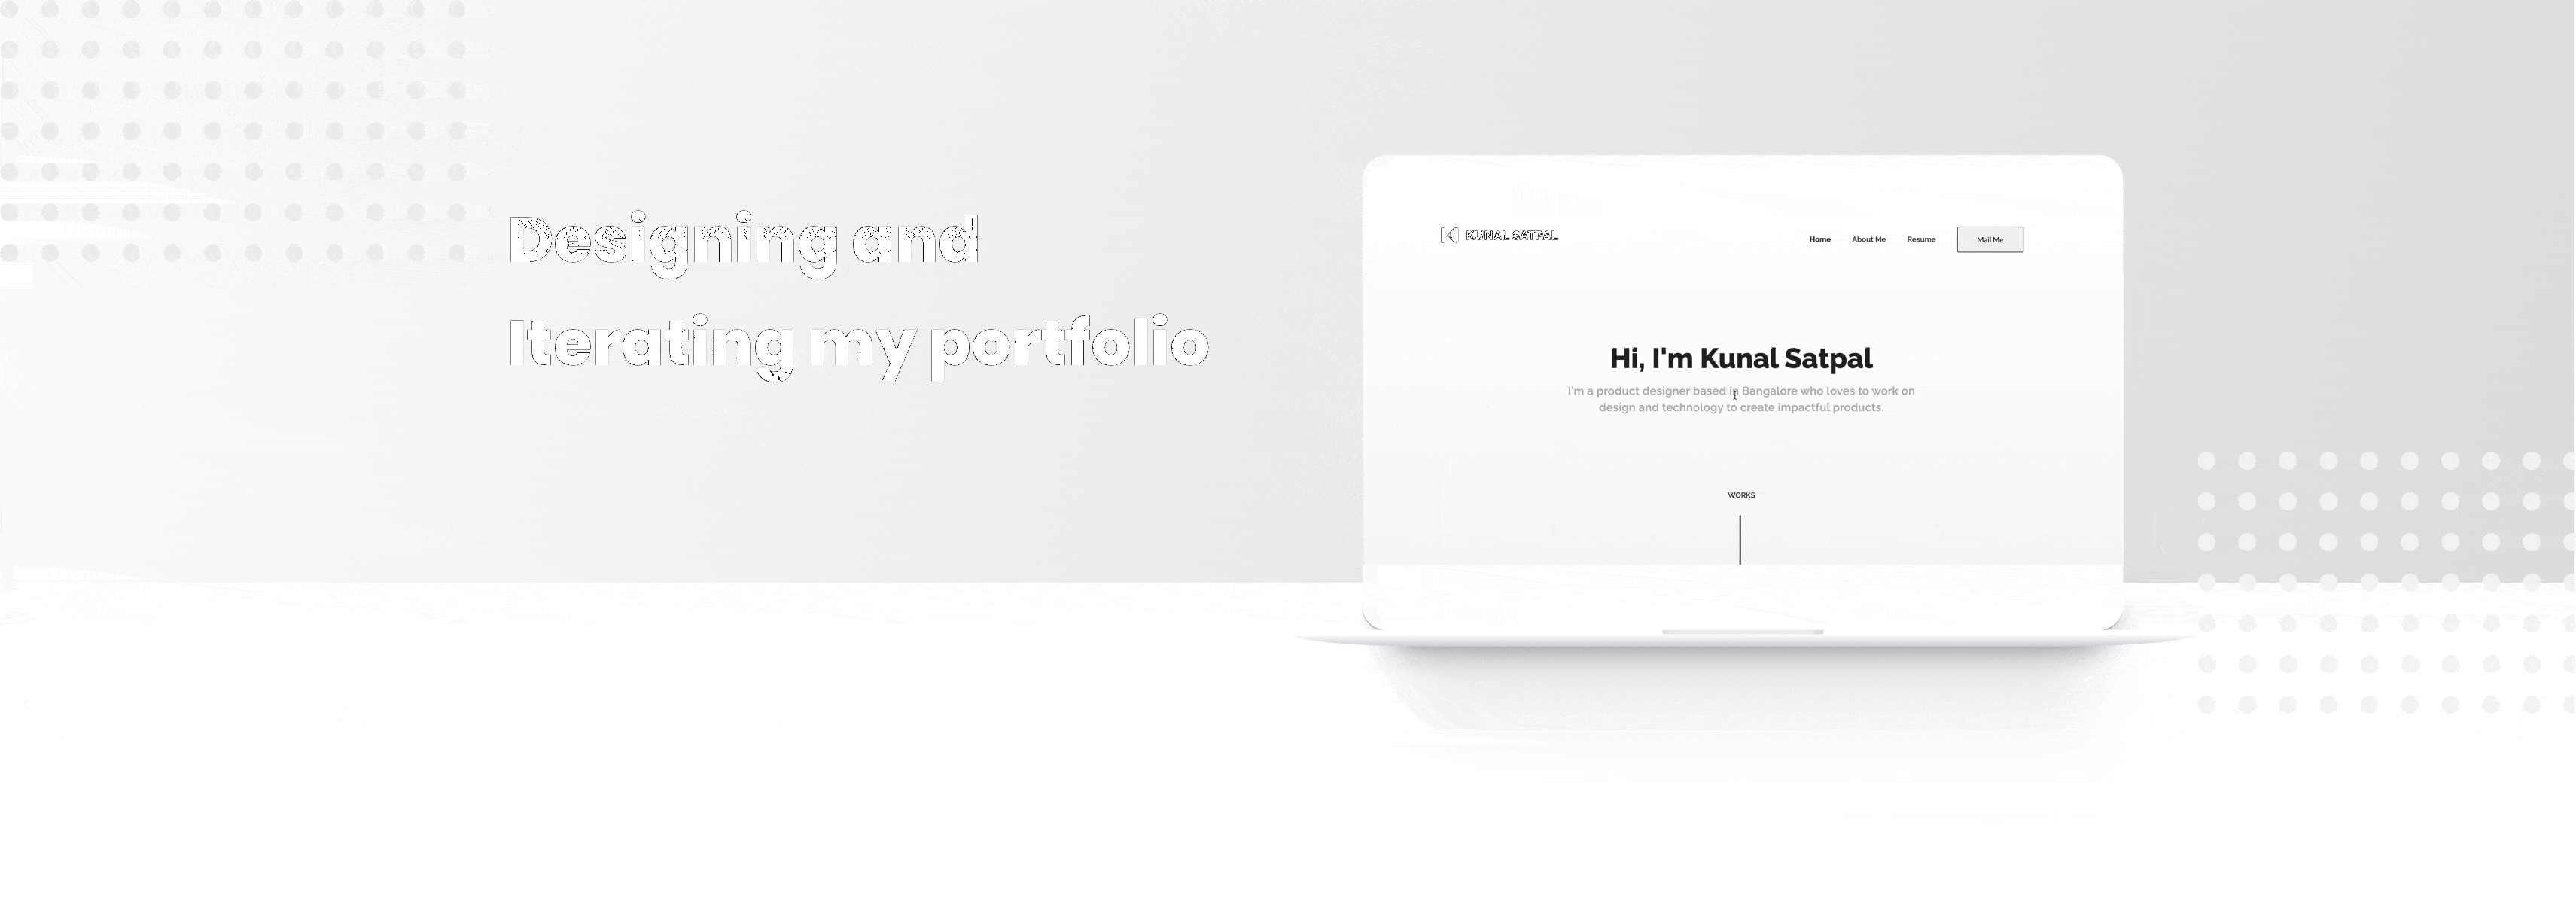 Designing and
Iterating my portfolio
KUNAL SATPAL
Home About Me Resume Mail Me
Hi, I'm Kunal Satpal
I'm a product designer based in Bangalore who loves to work on
design and technology to create impactful products.
WORKS